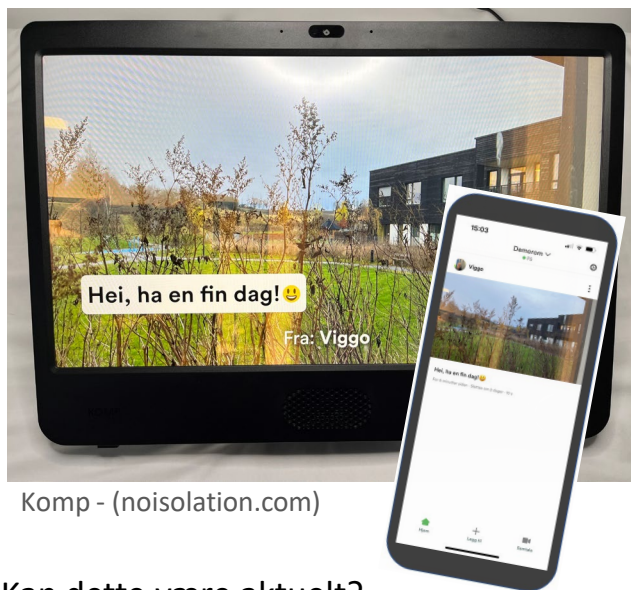 Hei, ha en fin dag!😃
Fra: Viggo
15:03
Demorom
Viggo
Hei, ha en fin dag!😃
Hjem
Legg til
Komp - (noisolation.com)
Kan dette være aktuelt?